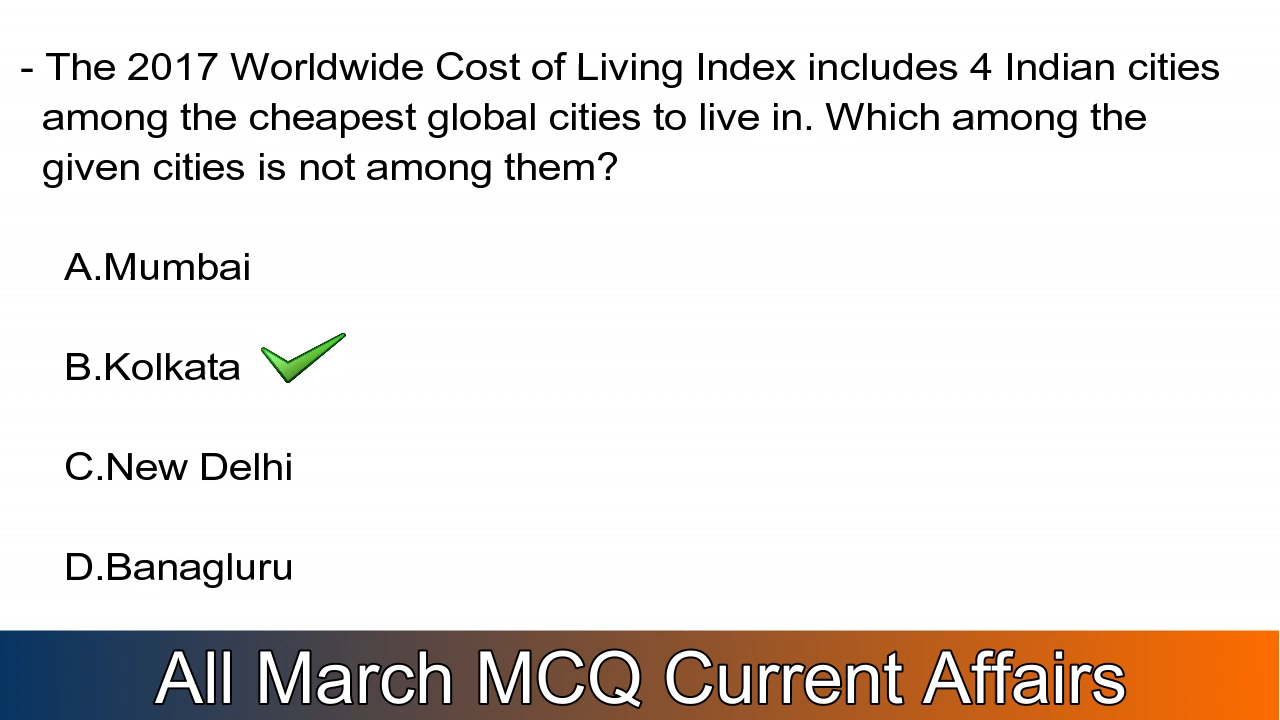 - The 2017 Worldwide Cost of Living Index includes 4 Indian cities
among the cheapest global cities to live in. Which among the
given cities is not among them?
A.Mumbai
B.Kolkata
C.New Delhi
D.Banagluru
All March MCQ Current Affairs